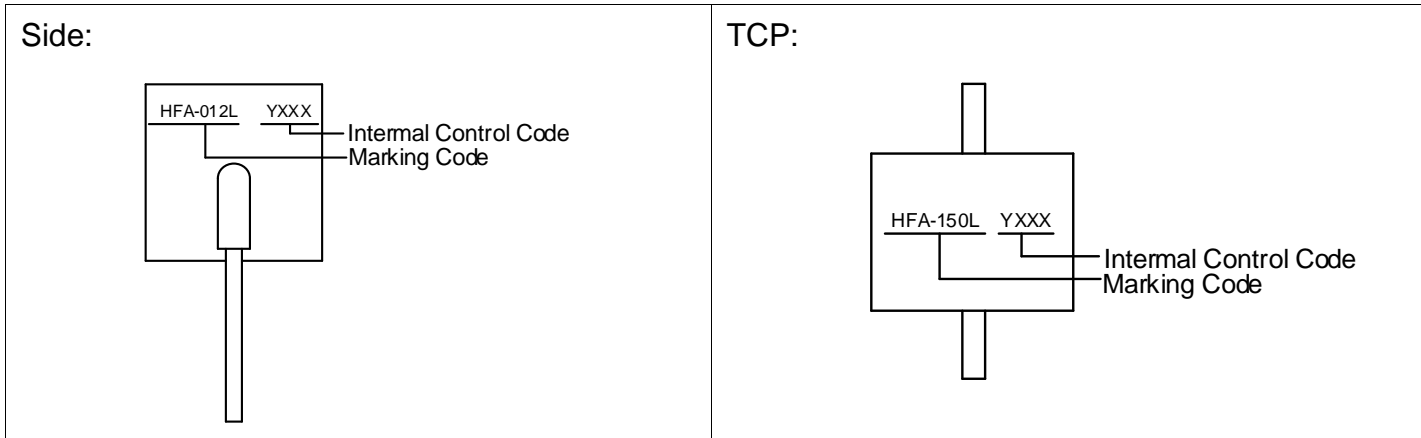 Side:
HFA-012L YXXX
Internal Control Code
Marking Code
TCP:
HFA-150L YXXX
Internal Control Code
Marking Code